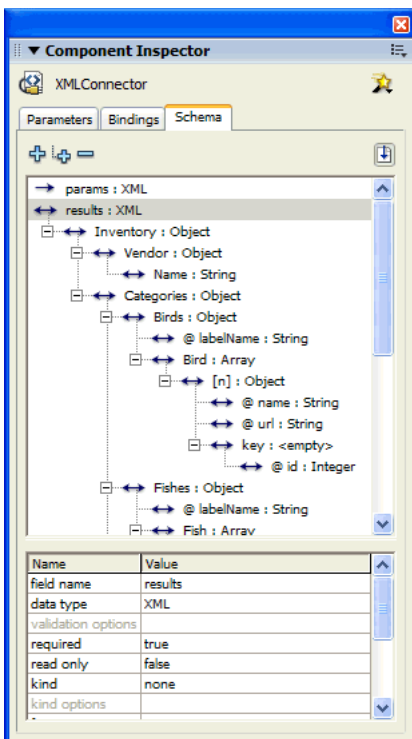 Component Inspector
XMLConnector
Parameters Bindings Schema
params : XML
results : XML
Inventory : Object
Vendor : Object
Name : String
Categories : Object
Birds : Object
@ labelName : String
Bird : Array
[n] : Object
@ name : String
@ url : String
key : <empty>
@ id : Integer
Fishes : Object
@ labelName : String
Fish : Array
Name Value
field name results
data type XML
validation options
required true
read only false
kind none
kind options